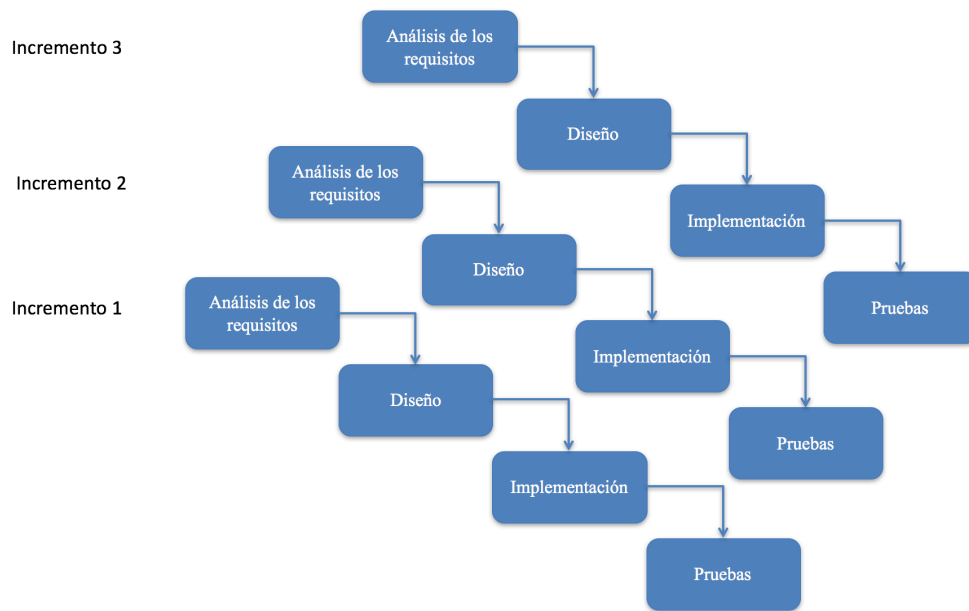 Incremento 3
Análisis de los
requisitos
Diseño
Implementación
Pruebas
Incremento 2
Análisis de los
requisitos
Diseño
Implementación
Pruebas
Incremento 1
Análisis de los
requisitos
Diseño
Implementación
Pruebas